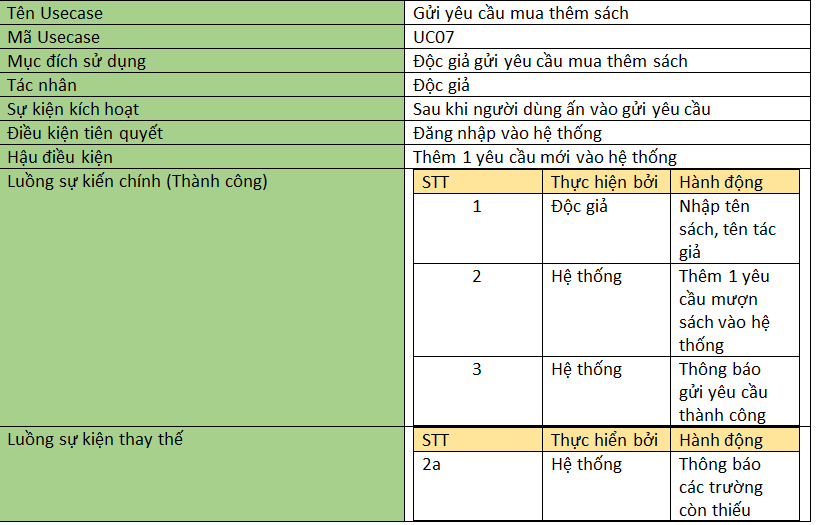 Tên Usecase Gửi yêu cầu mua thêm sách
Mã Usecase UC07
Mục đích sử dụng Độc giả gửi yêu cầu mua thêm sách
Tác nhân Độc giả
Sự kiện kích hoạt Sau khi người dùng ấn vào gửi yêu cầu
Điều kiện tiên quyết Đăng nhập vào hệ thống
Hậu điều kiện Thêm 1 yêu cầu mới vào hệ thống
Luồng sự kiến chính (Thành công)
STT Thực hiện bởi Hành động
1 Độc giả Nhập tên
sách, tên tác
giả
2 Hệ thống Thêm 1 yêu
cầu mượn
sách vào hệ
thống
3 Hệ thống Thông báo
gửi yêu cầu
thành công
Luồng sự kiện thay thế
STT Thực hiển bởi Hành động
2a Hệ thống Thông báo
các trường
còn thiếu